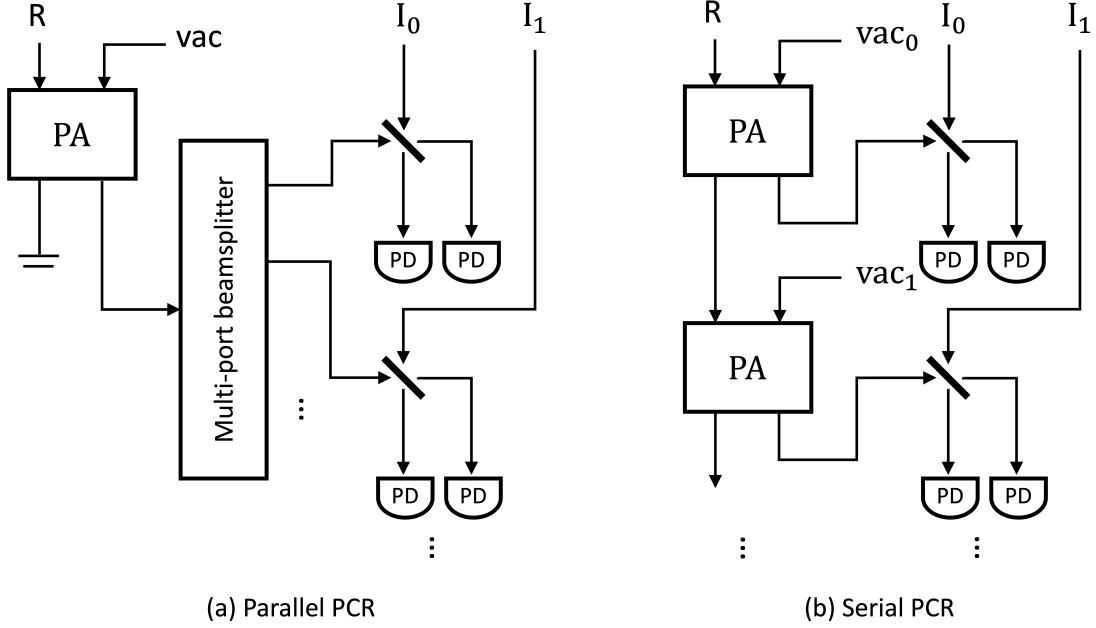 R
vac
I₀
I₁
PA
Multi-port beamsplitter
PD PD
...
PD PD
...
(a) Parallel PCR
R
vac₀
I₀
I₁
PA
PD PD
vac₁
PA
PD PD
... ...
(b) Serial PCR